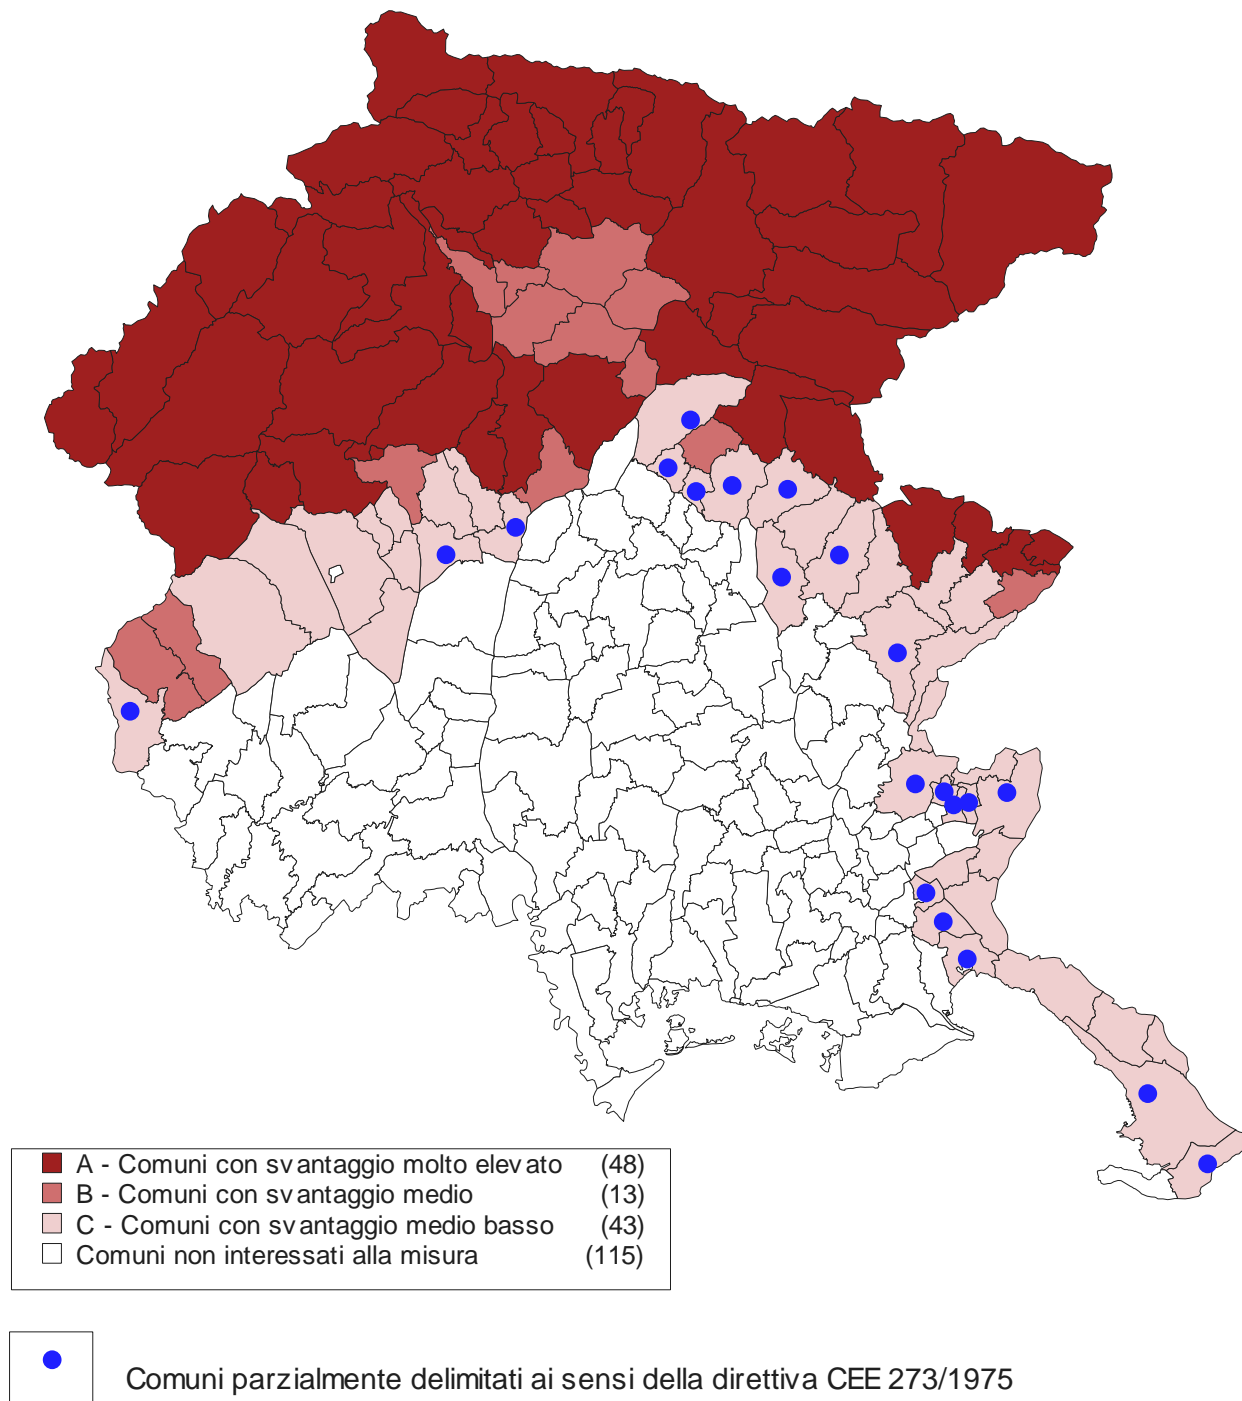 A - Comuni con svantaggio molto elevato (48)
B - Comuni con svantaggio medio (13)
C - Comuni con svantaggio medio basso (43)
Comuni non interessati alla misura (115)
Comuni parzialmente delimitati ai sensi della direttiva CEE 273/1975